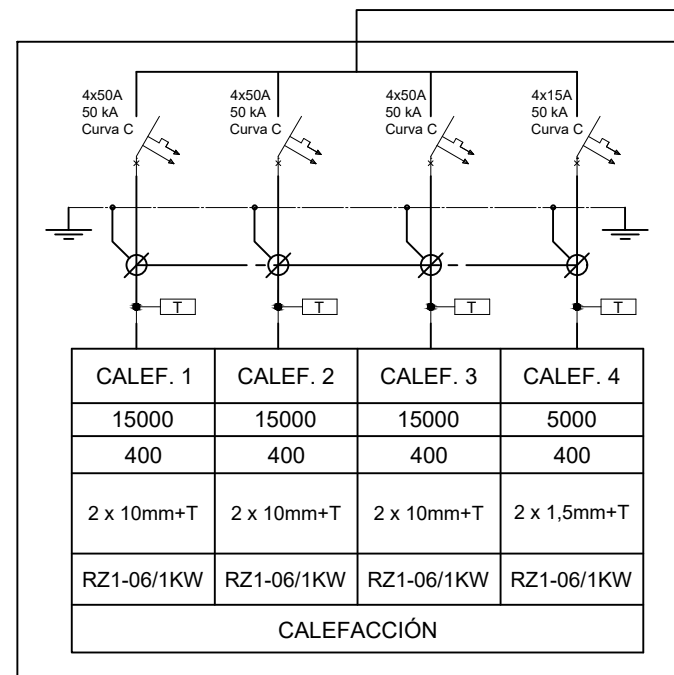 4x50A
50 kA
Curva C
4x50A
50 kA
Curva C
4x50A
50 kA
Curva C
4x15A
50 kA
Curva C
T
T
T
T
CALEF. 1
CALEF. 2
CALEF. 3
CALEF. 4
15000
15000
15000
5000
400
400
400
400
2 x 10mm+T
2 x 10mm+T
2 x 10mm+T
2 x 1,5mm+T
RZ1-06/1KW
RZ1-06/1KW
RZ1-06/1KW
RZ1-06/1KW
CALEFACCIÓN